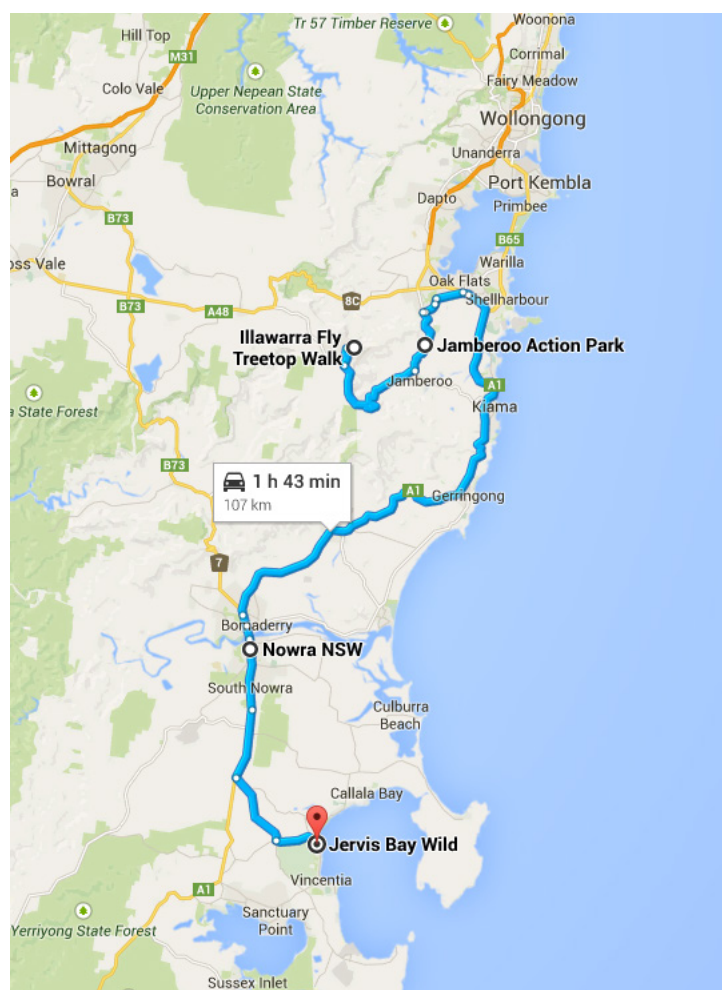 Tr 57 Timber Reserve
Woonona
Hill Top
M31
Corrimal
Colo Vale
Upper Nepean State
Conservation Area
Fairy Meadow
Wollongong
Mittagong
Unanderra
Bowral
Port Kembla
Dapto
Primbee
B73
B65
oss Vale
Warilla
Oak Flats
8C
Shellharbour
B73
A48
Illawarra Fly
Treetop Walk
Jamberoo Action Park
Jamberoo
A1
a State Forest
Kiama
B73
1 h 43 min
107 km
A1
Gerringong
7
Bomaderry
Nowra NSW
South Nowra
Culburra
Beach
Callala Bay
Jervis Bay Wild
Vincentia
A1
Sanctuary
Point
Yerriyong State Forest
Sussex Inlet